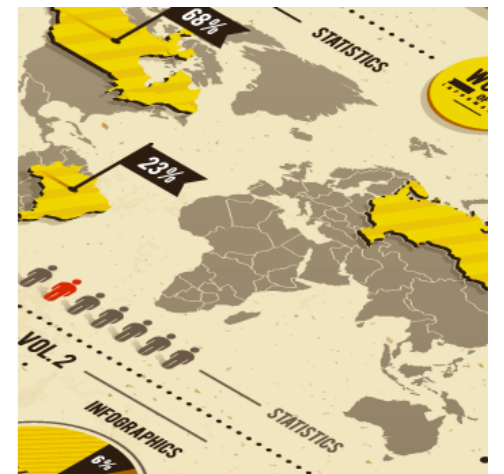 68%
STATISTICS
23%
VOL.2
INFOGRAPHICS
STATISTICS
6%